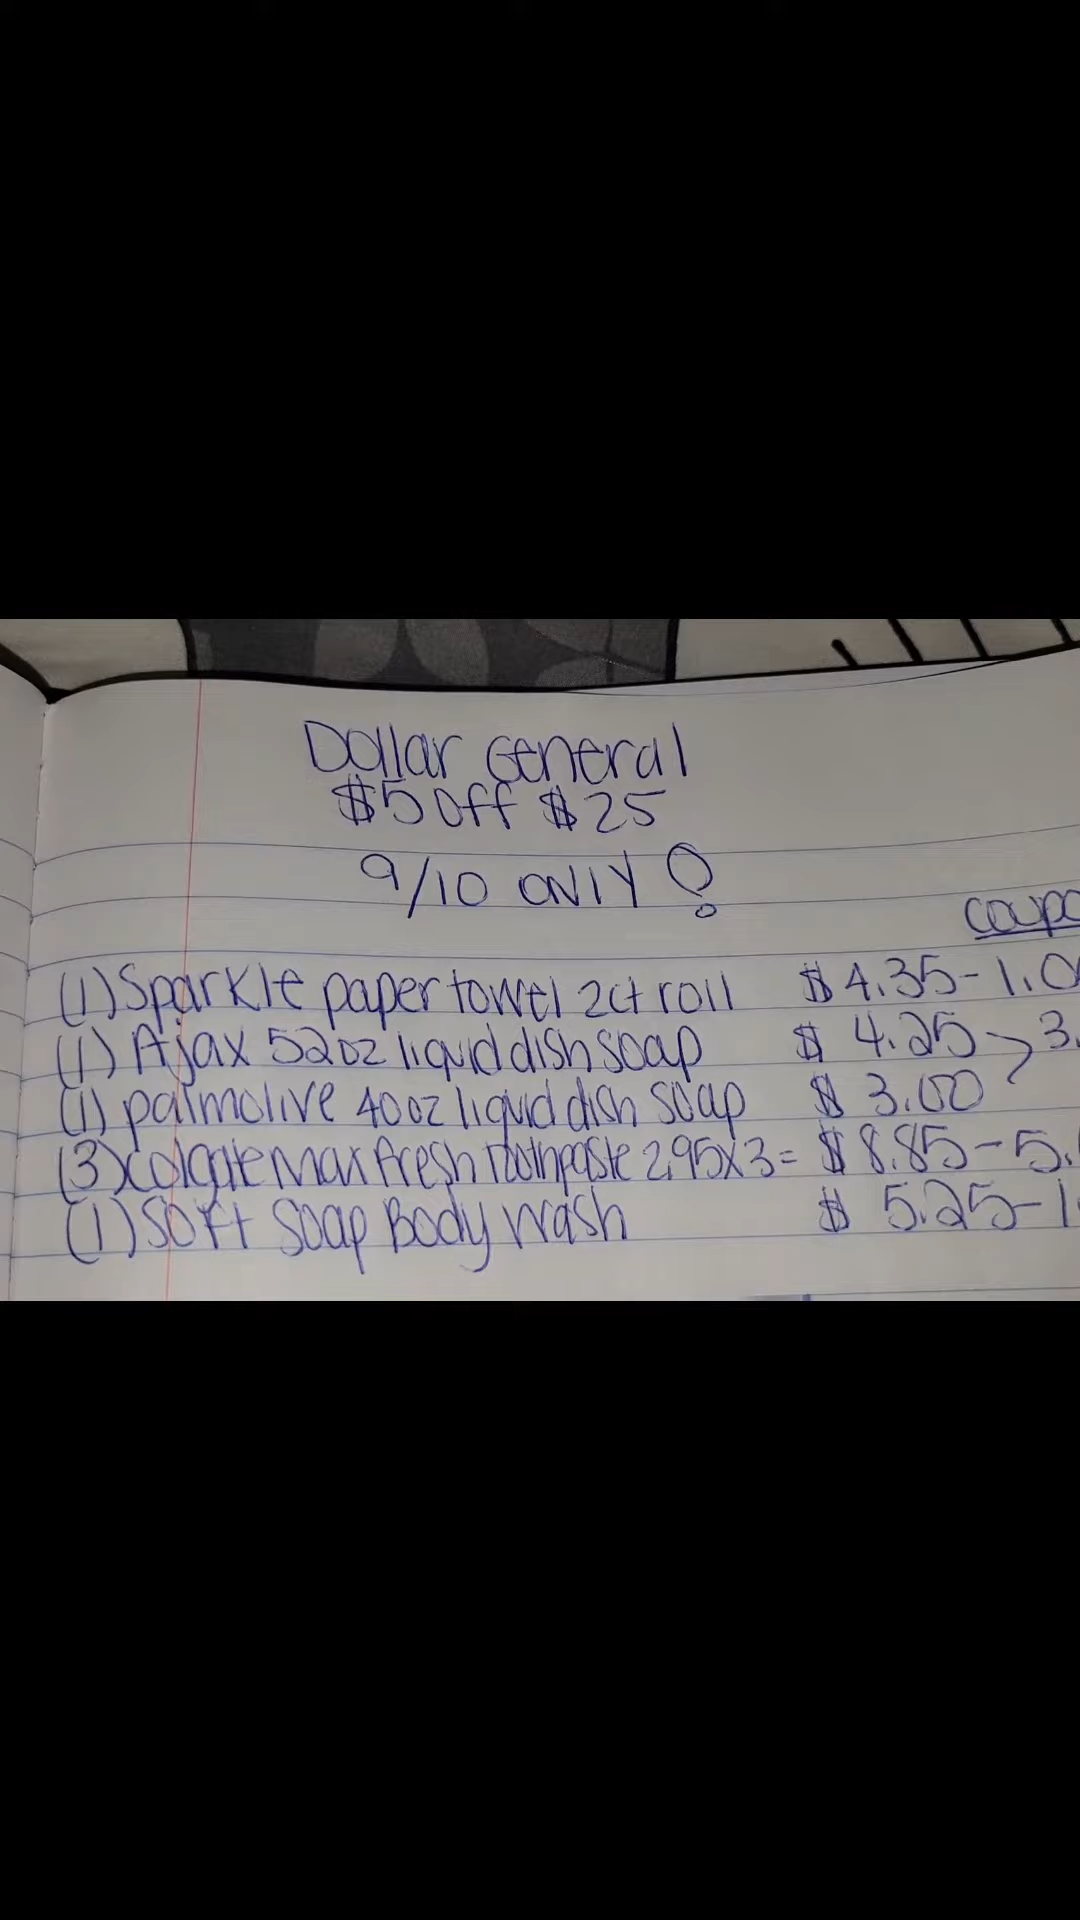 Dollar General
$5 off $25
9/10 ONLY!
coupo
(1) Sparkle paper towel 2ct roll $4.35-1.0
(1) Ajax 52oz liquid dish soap $ 4.25 > 3.
(1) palmolive 40oz liquid dish soap $ 3.00
(3) Colgate Max fresh toothpaste 2.95x3= $8.85-5.
(1) Soft Soap Body wash $ 5.25-1.